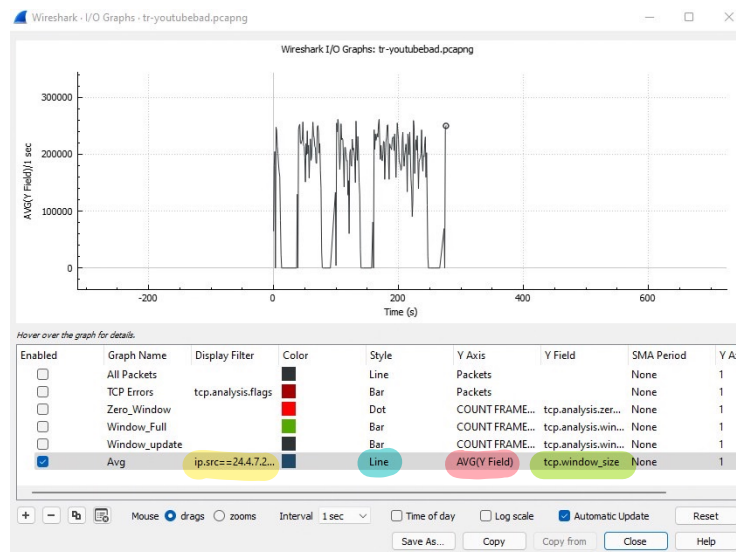 Wireshark · I/O Graphs · tr-youtubebad.pcapng
Wireshark I/O Graphs: tr-youtubebad.pcapng
AVG(Y Field)/1 sec
300000
200000
100000
0
-200 0 200 400 600
Time (s)
Hover over the graph for details.
Enabled Graph Name Display Filter Color Style Y Axis Y Field SMA Period Y A
All Packets Line Packets None 1
TCP Errors tcp.analysis.flags Bar Packets None 1
Zero_Window Dot COUNT FRAME... tcp.analysis.zer... None 1
Window_Full Bar COUNT FRAME... tcp.analysis.win... None 1
Window_update Bar COUNT FRAME... tcp.analysis.win... None 1
Avg ip.src==24.4.7.2... Line AVG(Y Field) tcp.window_size None 1
Mouse drags zooms Interval 1 sec Time of day Log scale Automatic Update Reset
Save As... Copy Copy from Close Help